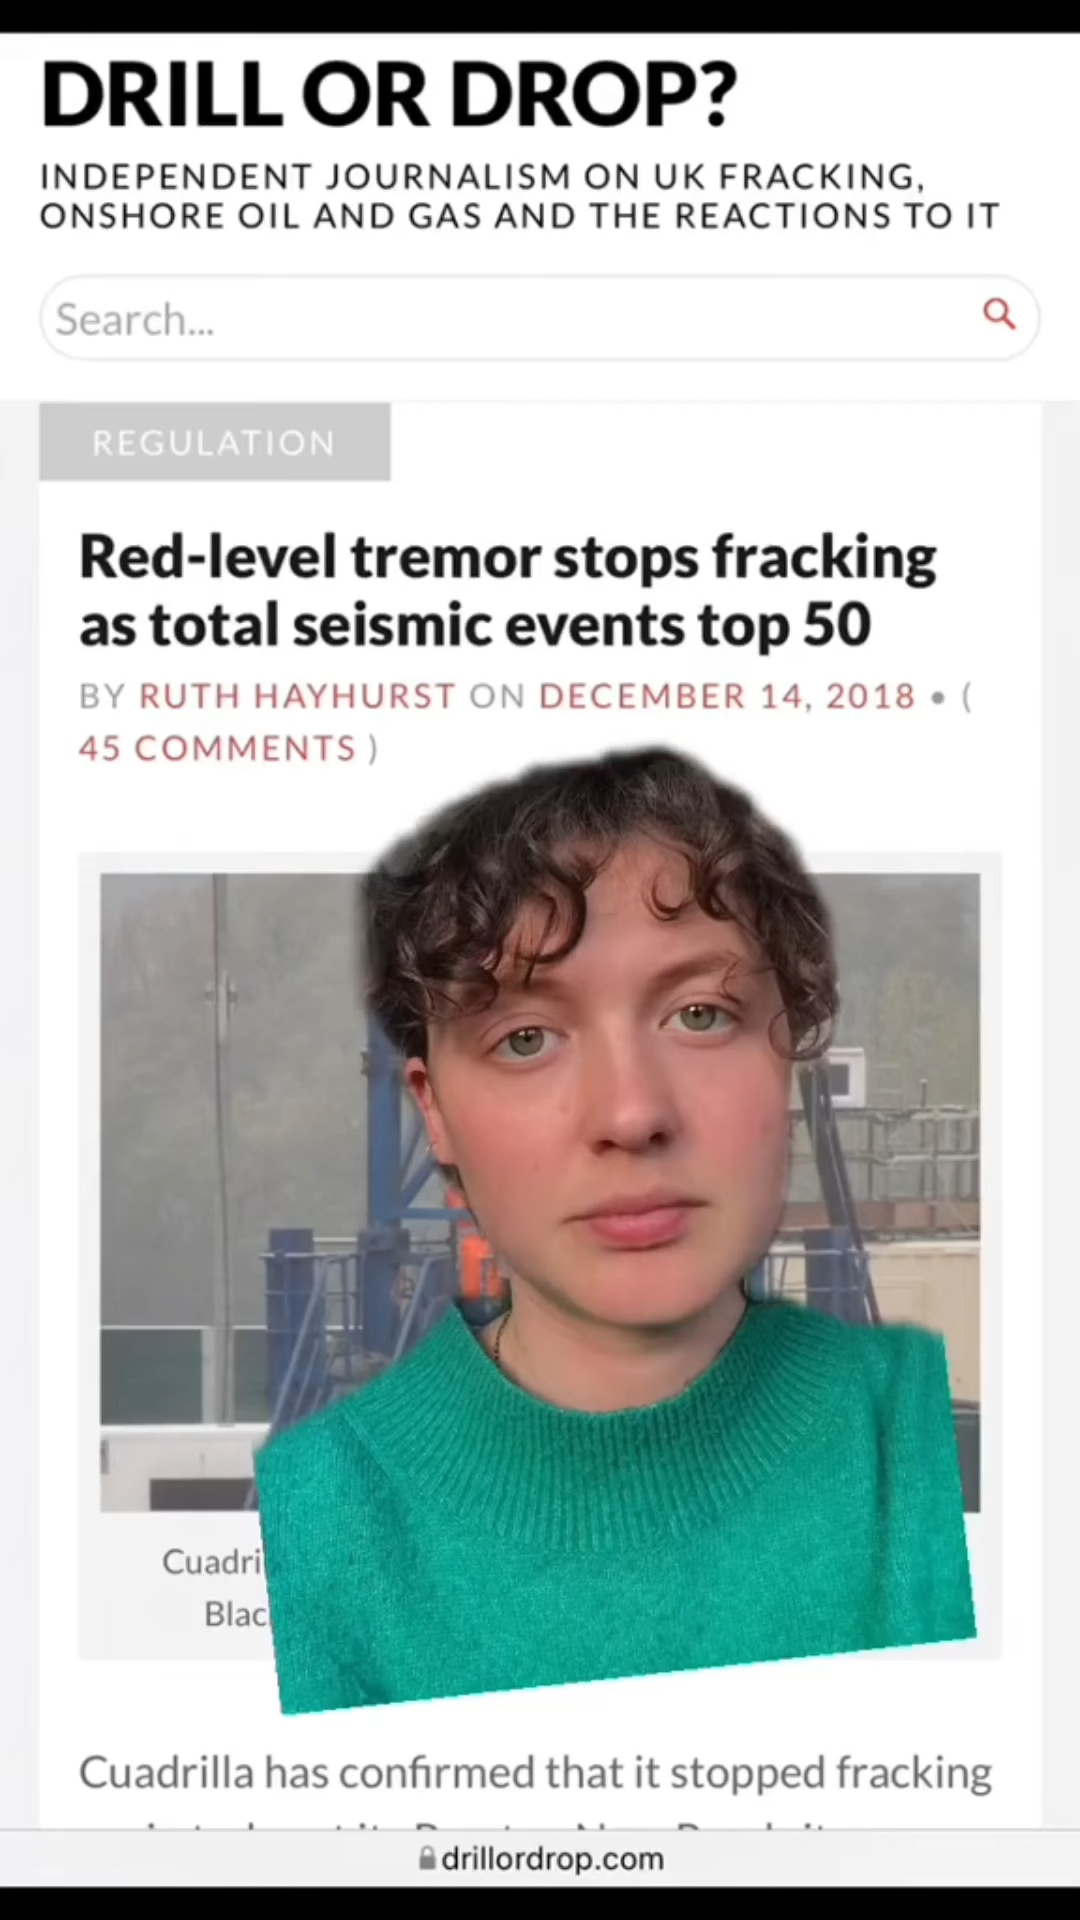 DRILL OR DROP?
INDEPENDENT JOURNALISM ON UK FRACKING,
ONSHORE OIL AND GAS AND THE REACTIONS TO IT
Search...
REGULATION
Red-level tremor stops fracking
as total seismic events top 50
BY RUTH HAYHURST ON DECEMBER 14, 2018 • (
45 COMMENTS )
Cuadrilla has confirmed that it stopped fracking
drillordrop.com